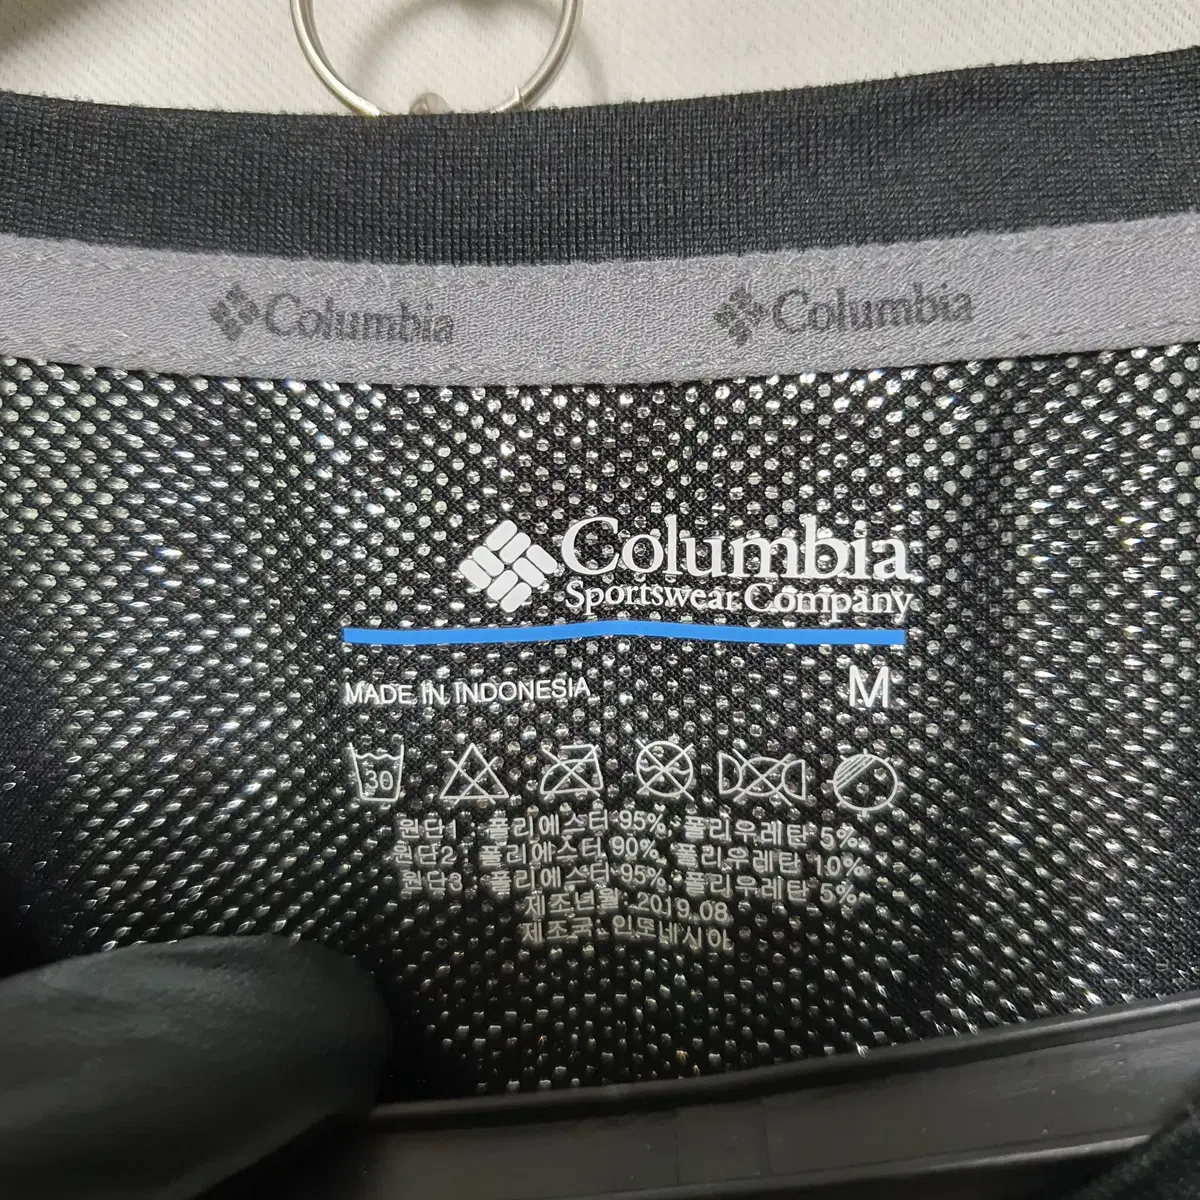 Columbia Columbia
Columbia
Sportswear Company
MADE IN INDONESIA M
30
원단1 : 폴리에스터 95%, 폴리우레탄 5%
원단2 : 폴리에스터 90%, 폴리우레탄 10%
원단3 : 폴리에스터 95%, 폴리우레탄 5%
제조년월: 2019.08
제조국: 인도네시아